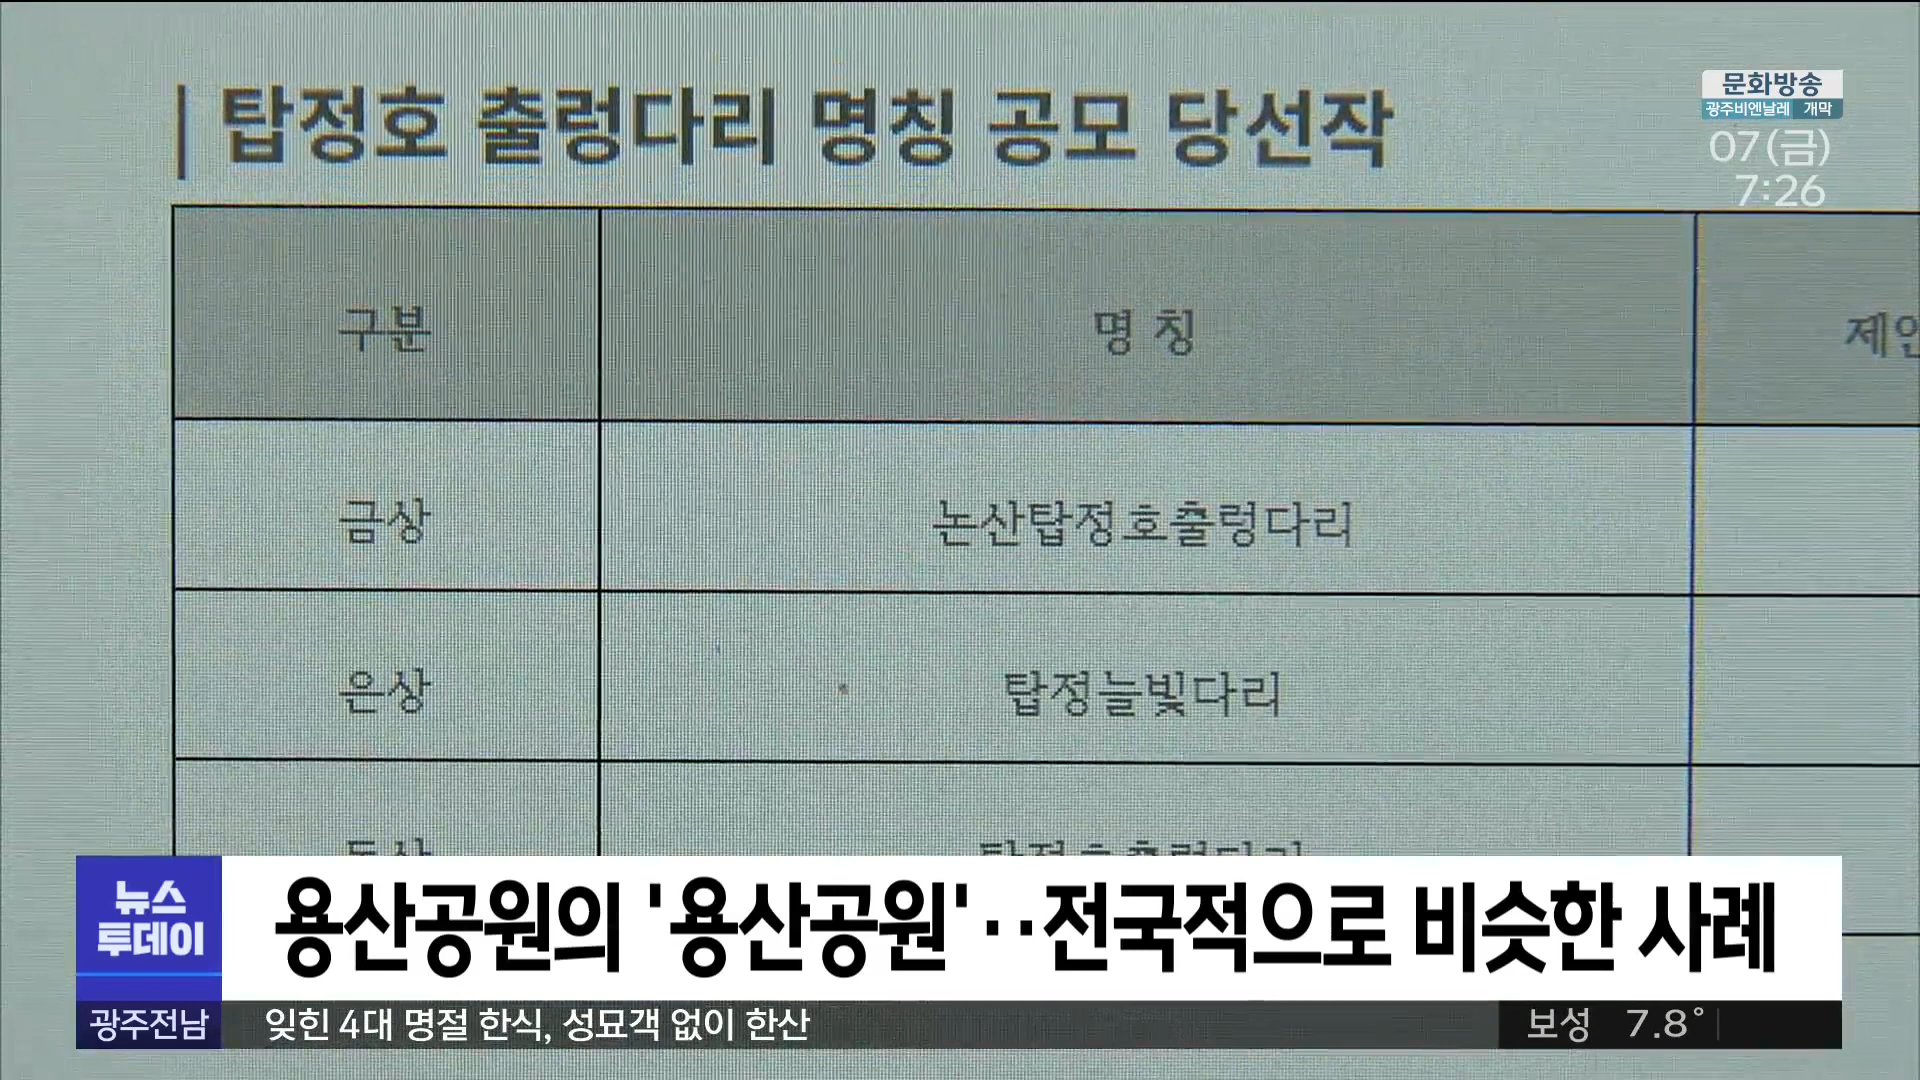 탑정호 출렁다리 명칭 공모 당선작
문화방송
광주비엔날레 개막
07(금)
7:26
구분 명 칭
금상 논산탑정호출렁다리
은상 탑정늘빛다리
뉴스
투데이
용산공원의 '용산공원'‥전국적으로 비슷한 사례
광주전남 잊힌 4대 명절 한식, 성묘객 없이 한산 보성 7.8°